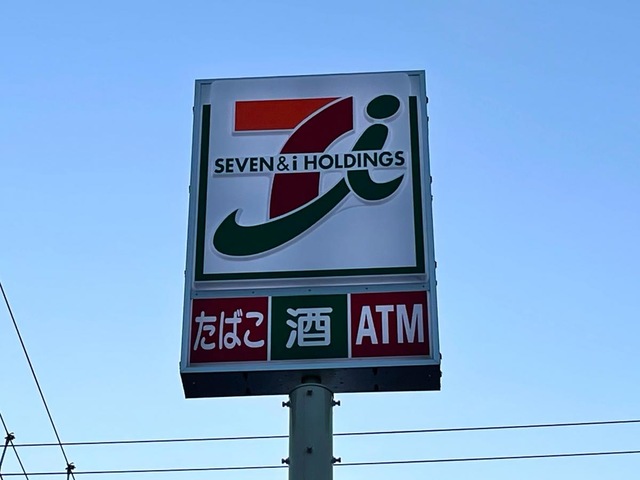 SEVEN & i HOLDINGS
たばこ 酒 ATM